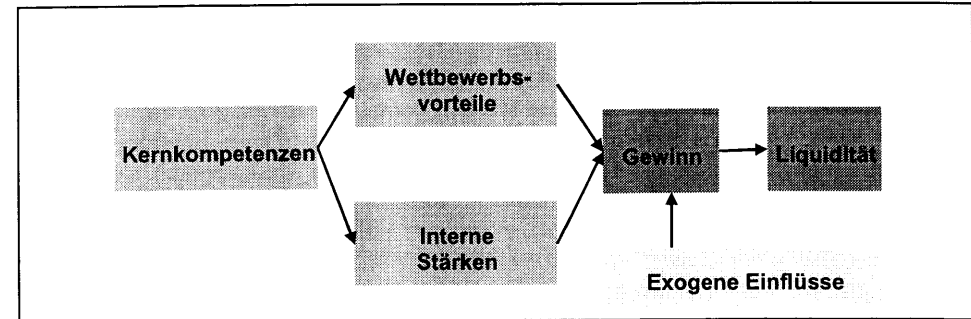 Wettbewerbs-
vorteile
Kernkompetenzen
Gewinn
Liquidität
Interne
Stärken
Exogene Einflüsse